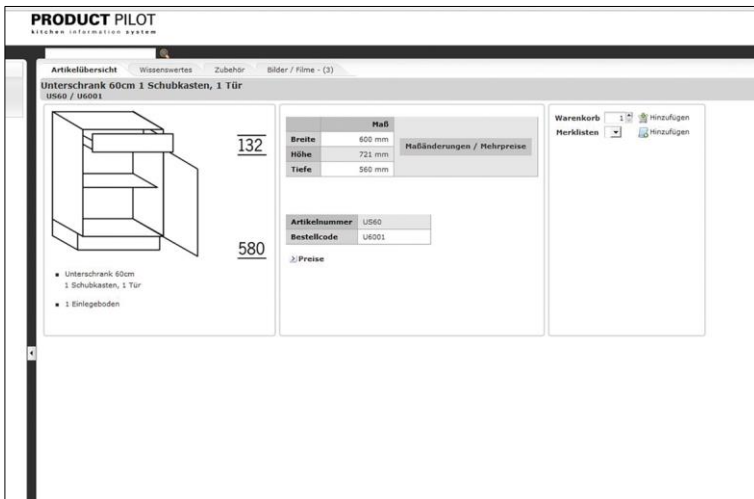 PRODUCT PILOT
kitchen information system
Artikelübersicht Wissenswertes Zubehör Bilder / Filme - (3)
Unterschrank 60cm 1 Schubkasten, 1 Tür
US60 / U6001
132
580
Unterschrank 60cm
1 Schubkasten, 1 Tür
1 Einlegeboden
Maß
Breite 600 mm
Höhe 721 mm
Tiefe 560 mm
Maßänderungen / Mehrpreise
Artikelnummer US60
Bestellcode U6001
Preise
Warenkorb 1 Hinzufügen
Merklisten Hinzufügen